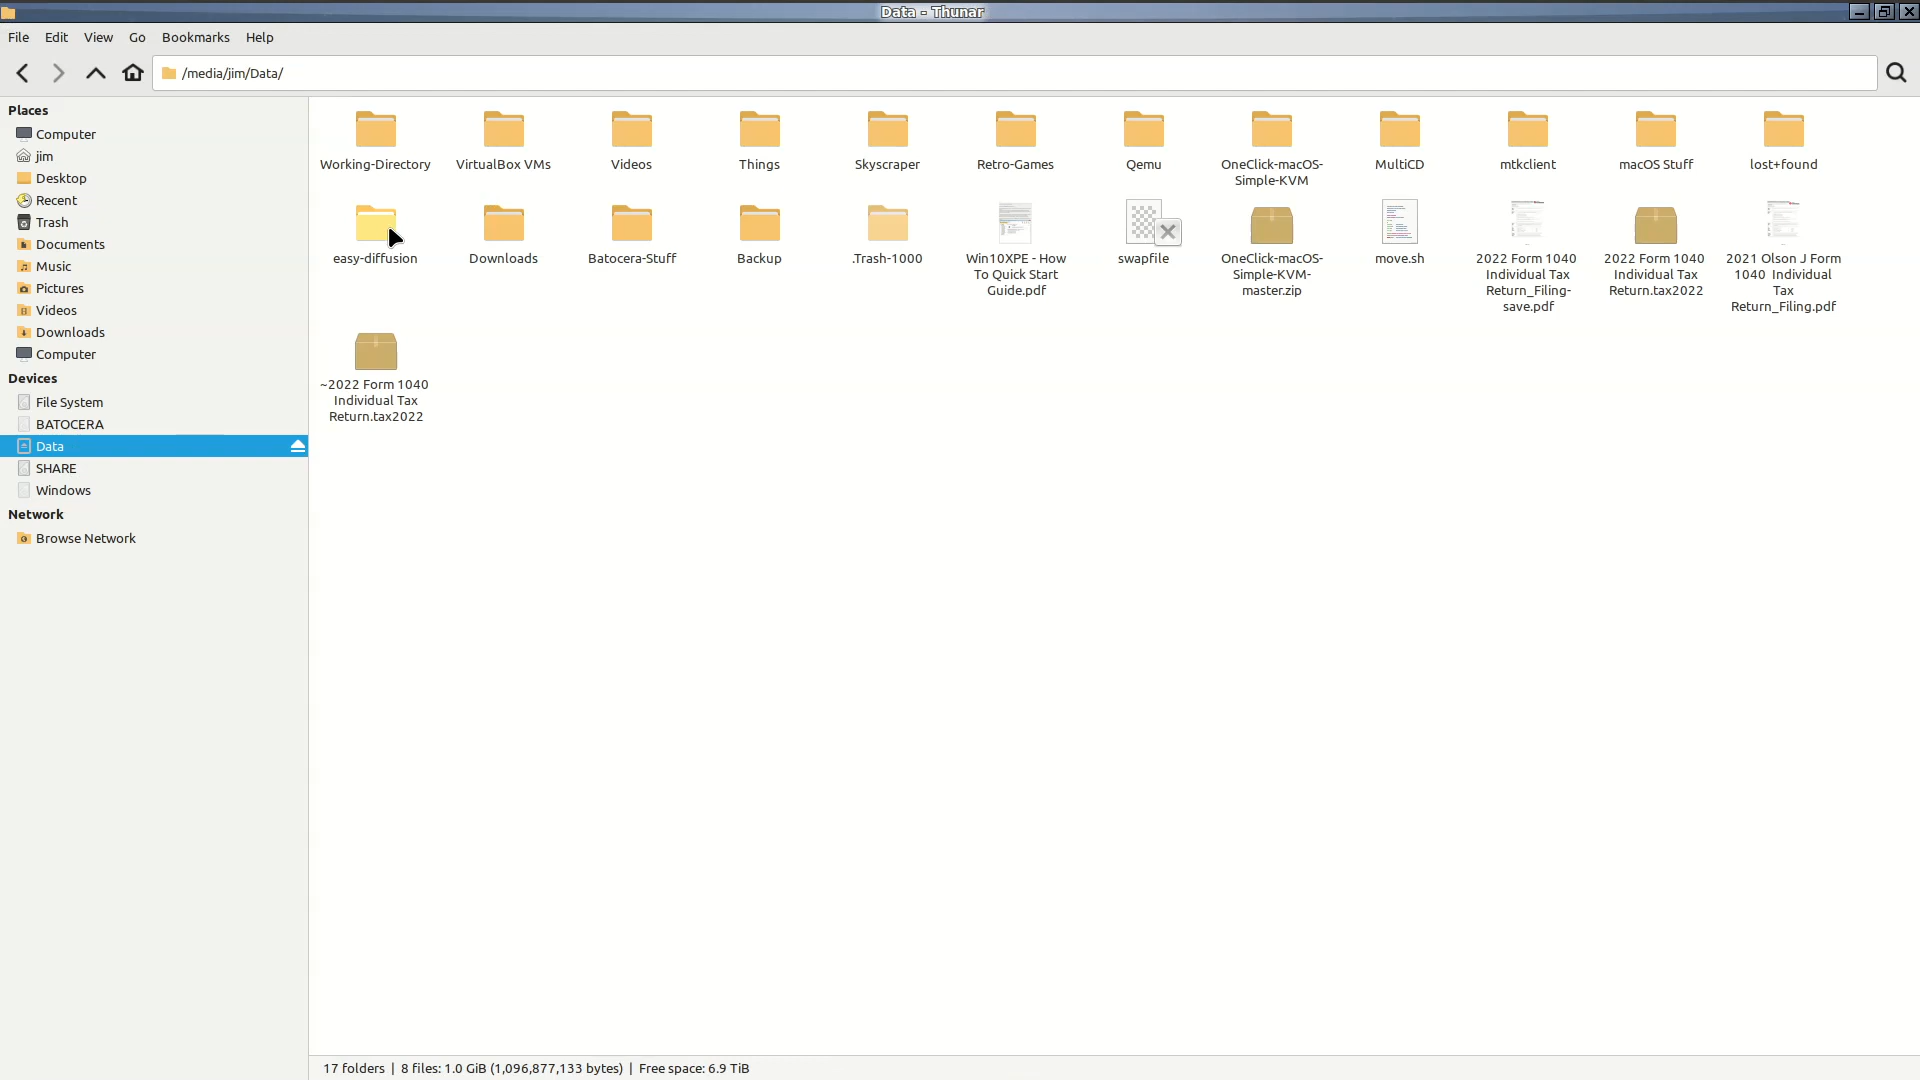 Data - Thunar
File Edit View Go Bookmarks Help
/media/jim/Data/
Places
Computer
jim
Desktop
Recent
Trash
Documents
Music
Pictures
Videos
Downloads
Computer
Devices
File System
BATOCERA
Data
SHARE
Windows
Network
Browse Network
Working-Directory
VirtualBox VMs
Videos
Things
Skyscraper
Retro-Games
Qemu
OneClick-macOS-
Simple-KVM
MultiCD
mtkclient
macOS Stuff
lost+found
easy-diffusion
Downloads
Batocera-Stuff
Backup
.Trash-1000
Win10XPE - How
To Quick Start
Guide.pdf
swapfile
OneClick-macOS-
Simple-KVM-
master.zip
move.sh
2022 Form 1040
Individual Tax
Return_Filing-
save.pdf
2022 Form 1040
Individual Tax
Return.tax2022
2021 Olson J Form
1040 Individual
Tax
Return_Filing.pdf
~2022 Form 1040
Individual Tax
Return.tax2022
17 folders | 8 files: 1.0 GiB (1,096,877,133 bytes) | Free space: 6.9 TiB